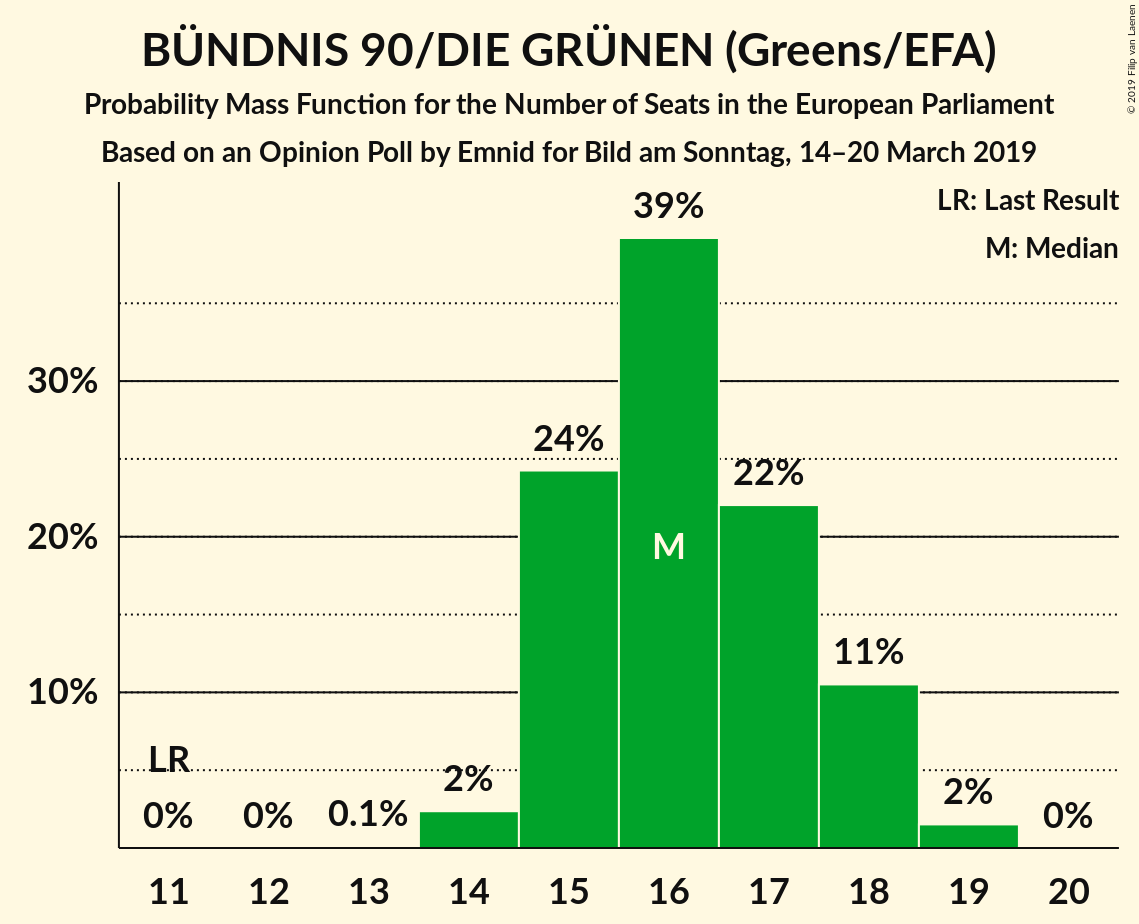 BÜNDNIS 90/DIE GRÜNEN (Greens/EFA)
Probability Mass Function for the Number of Seats in the European Parliament
Based on an Opinion Poll by Emnid for Bild am Sonntag, 14–20 March 2019
© 2019 Filip van Laenen
LR: Last Result
M: Median
39%
30%
24%
22%
20%
M
11%
10%
LR
0%
0%
0.1%
2%
2%
0%
11 12 13 14 15 16 17 18 19 20